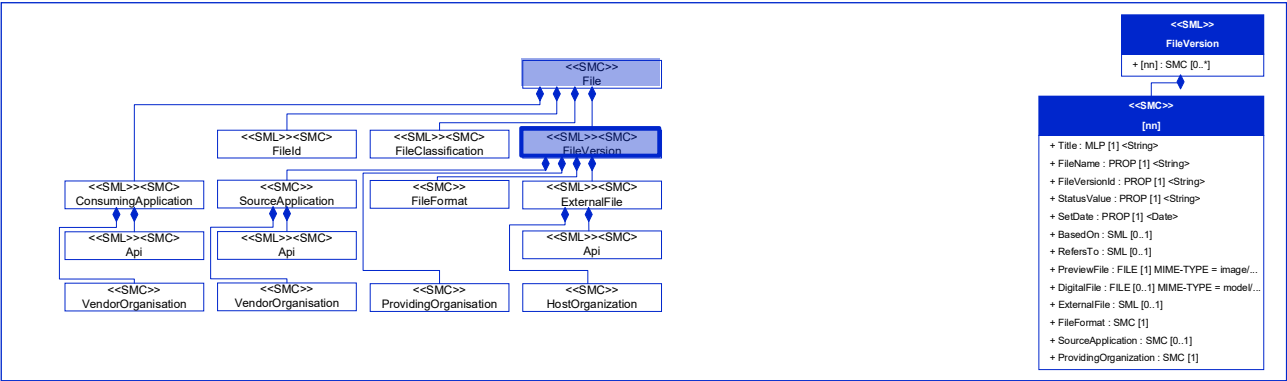 <<SMC>>
File
<<SML>><SMC>
FileId
<<SMC>>
FileClassification
<<SML>><SMC>
FileVersion
<<SML>><SMC)
ConsumingApplication
<<SML>><SMC)
SourceApplication
<<SMC>>
FileFormat
<<SML>><SMC)
ExternalFile
<<SML>><SMC>
Api
<<SML>><SMC>
Api
<<SML>><SMC>
Api
<<SMC>>
VendorOrganisation
<<SMC>>
VendorOrganisation
<<SMC>>
ProvidingOrganisation
<<SMC>>
HostOrganization
<<SML>>
FileVersion
+ [nn] : SMC [0..*]
<<SMC>>
[nn]
+ Title : MLP [1] <String>
+ FileName : PROP [1] <String>
+ FileVersionId : PROP [1] <String>
+ StatusValue : PROP [1] <String>
+ SetDate : PROP [1] <Date>
+ BasedOn : SML [0..1]
+ RefersTo : SML [0..1]
+ PreviewFile : FILE [1] MIME-TYPE = image/...
+ DigitalFile : FILE [0..1] MIME-TYPE = model/...
+ ExternalFile : SML [0..1]
+ FileFormat : SMC [1]
+ SourceApplication : SMC [0..1]
+ ProvidingOrganization : SMC [1]